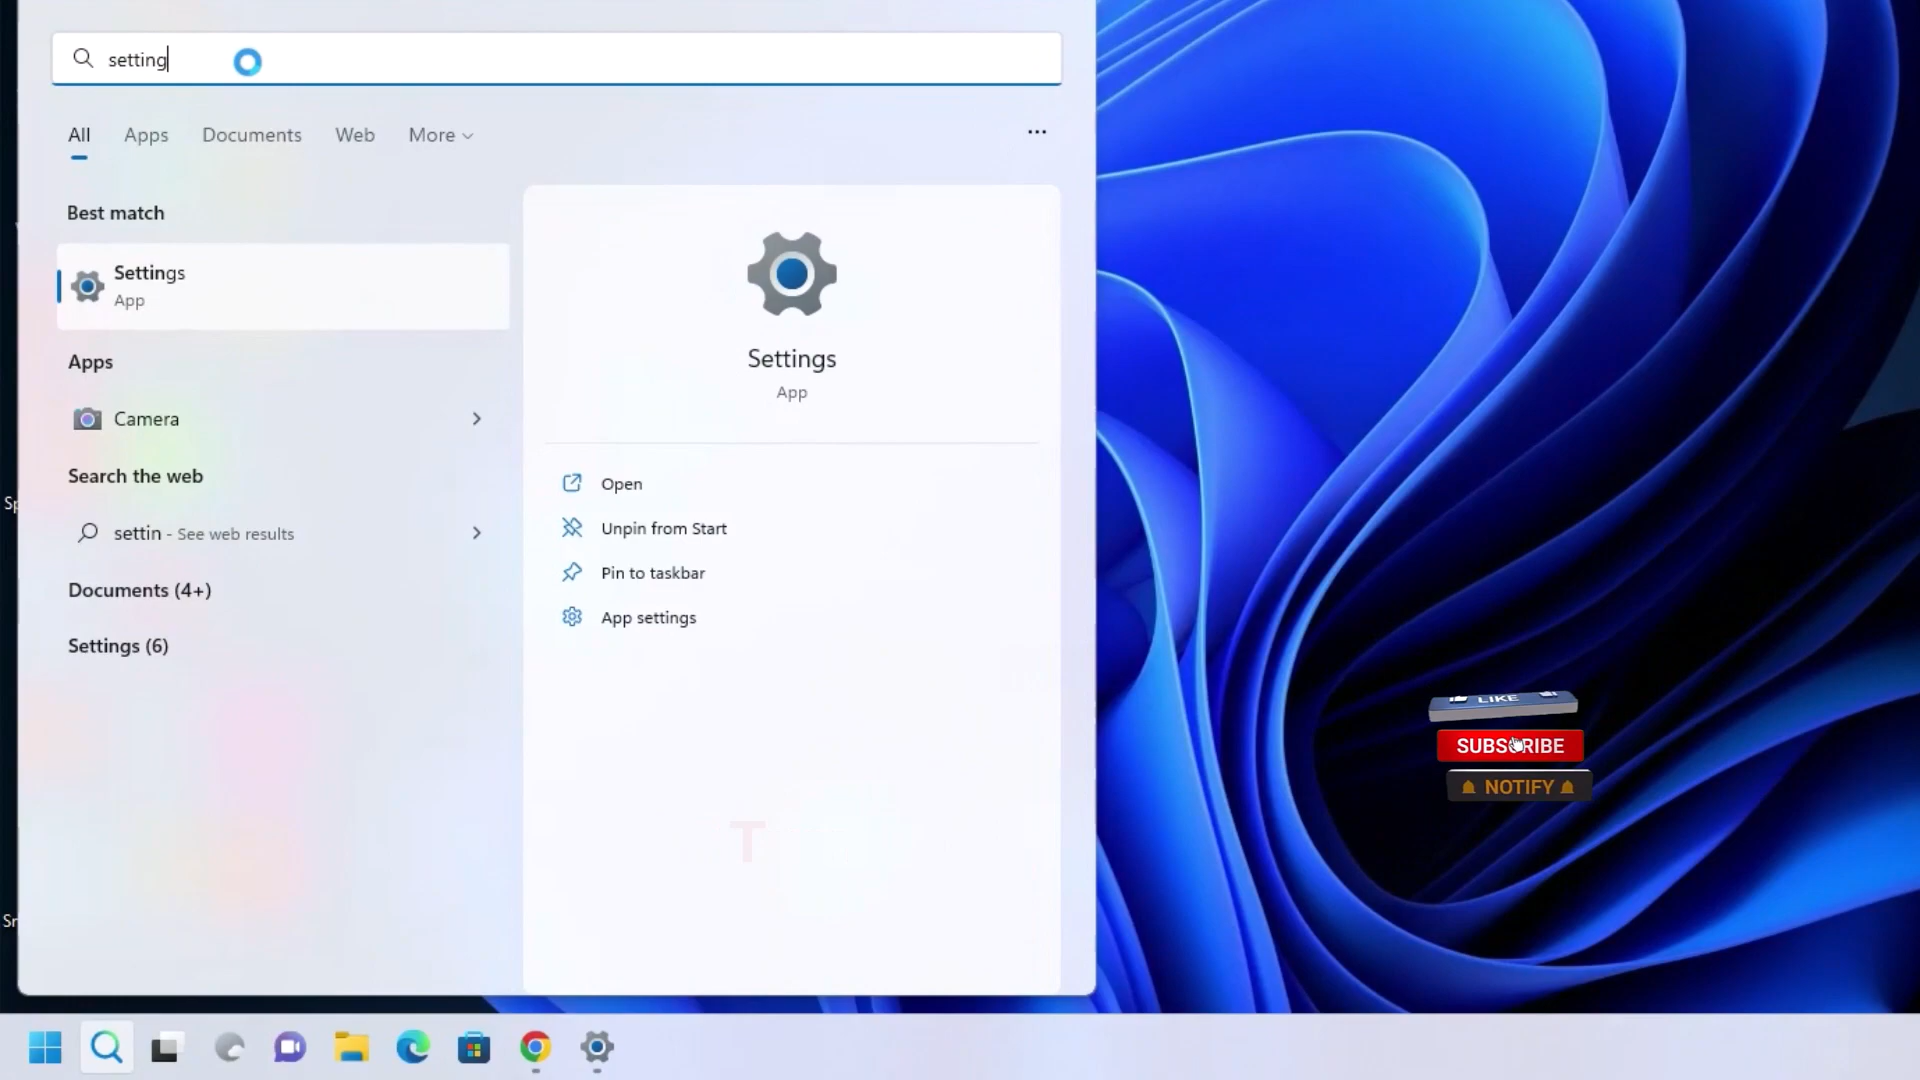 setting
All Apps Documents Web More
Best match
Settings
App
Apps
Camera
Search the web
settin - See web results
Documents (4+)
Settings (6)
Settings
App
Open
Unpin from Start
Pin to taskbar
App settings
T
LIKE
SUBSCRIBE
NOTIFY
Sp